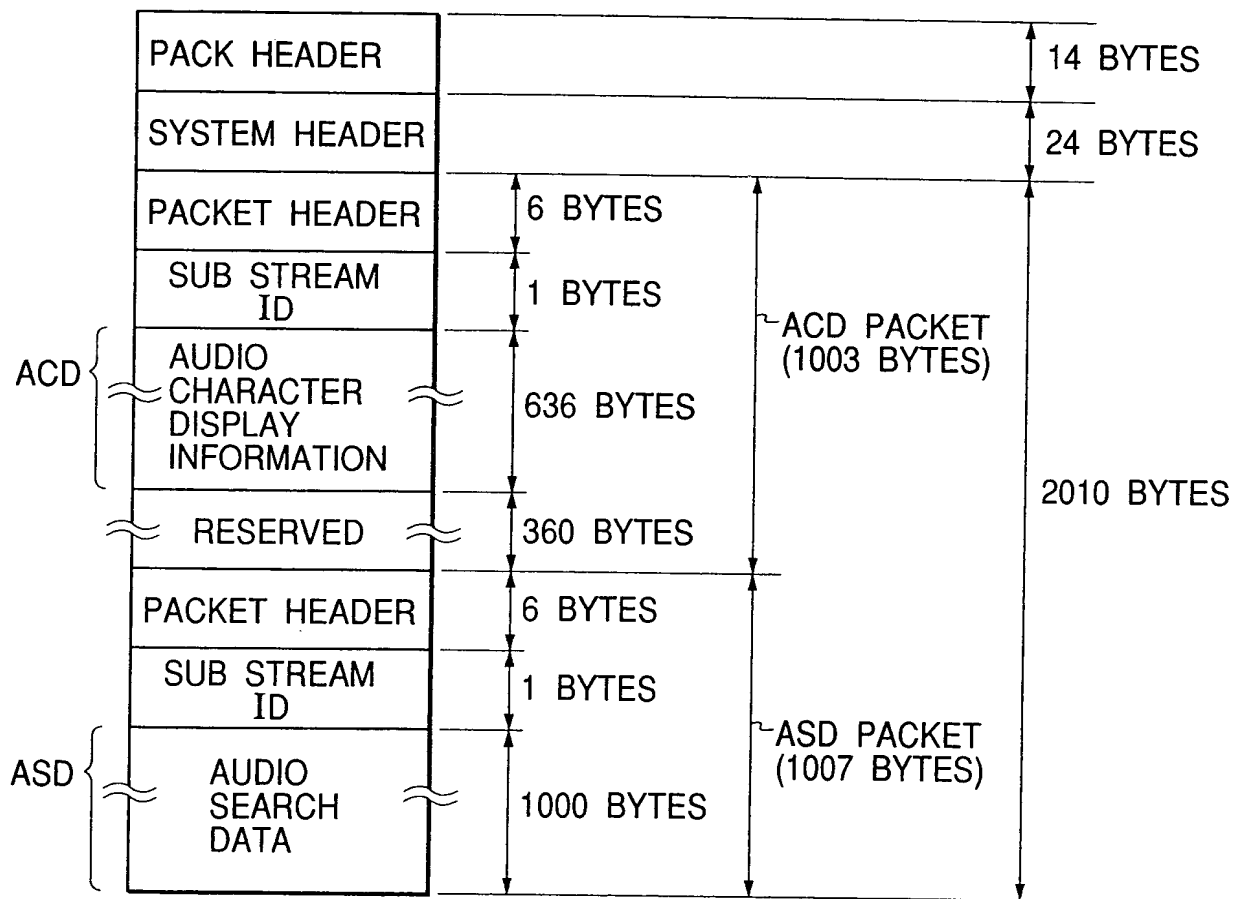 PACK HEADER
14 BYTES
SYSTEM HEADER
24 BYTES
PACKET HEADER
6 BYTES
SUB STREAM
ID
1 BYTES
ACD PACKET
(1003 BYTES)
ACD
AUDIO
CHARACTER
DISPLAY
INFORMATION
636 BYTES
2010 BYTES
RESERVED
360 BYTES
PACKET HEADER
6 BYTES
SUB STREAM
ID
1 BYTES
ASD PACKET
(1007 BYTES)
ASD
AUDIO
SEARCH
DATA
1000 BYTES